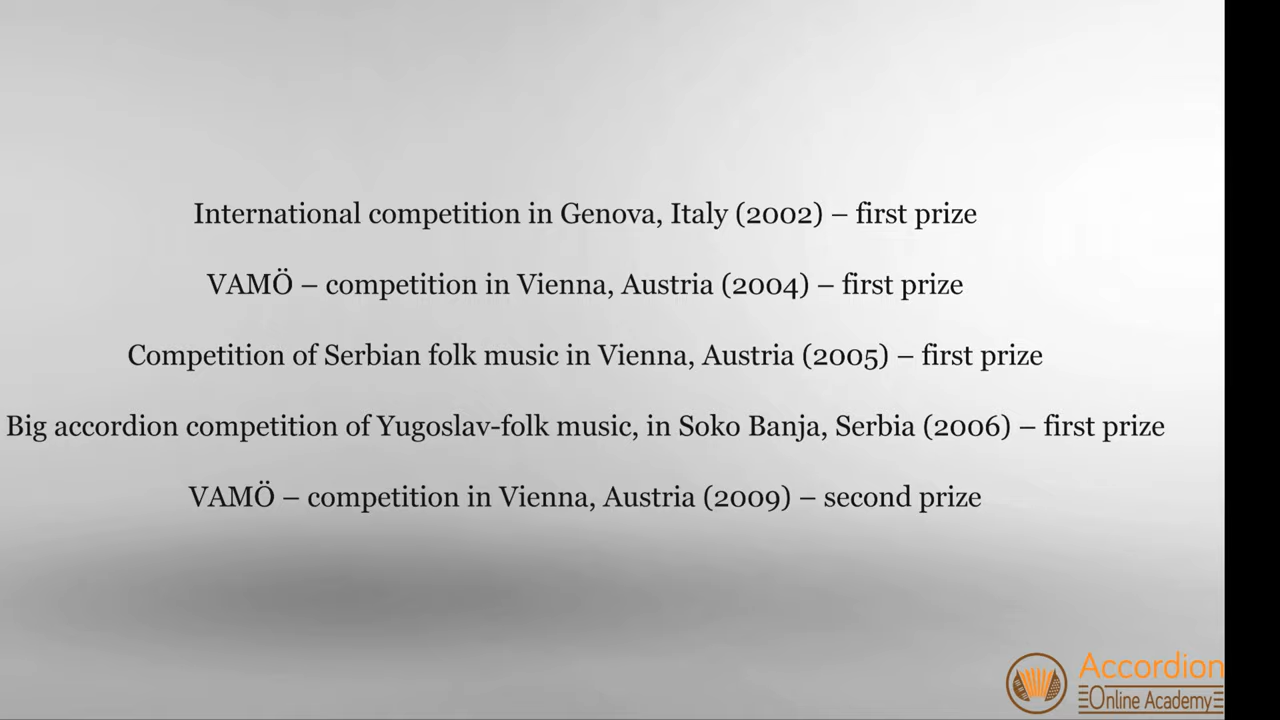 International competition in Genova, Italy (2002) – first prize
VAMÖ – competition in Vienna, Austria (2004) – first prize
Competition of Serbian folk music in Vienna, Austria (2005) – first prize
Big accordion competition of Yugoslav-folk music, in Soko Banja, Serbia (2006) – first prize
VAMÖ – competition in Vienna, Austria (2009) – second prize
Accordion
Online Academy